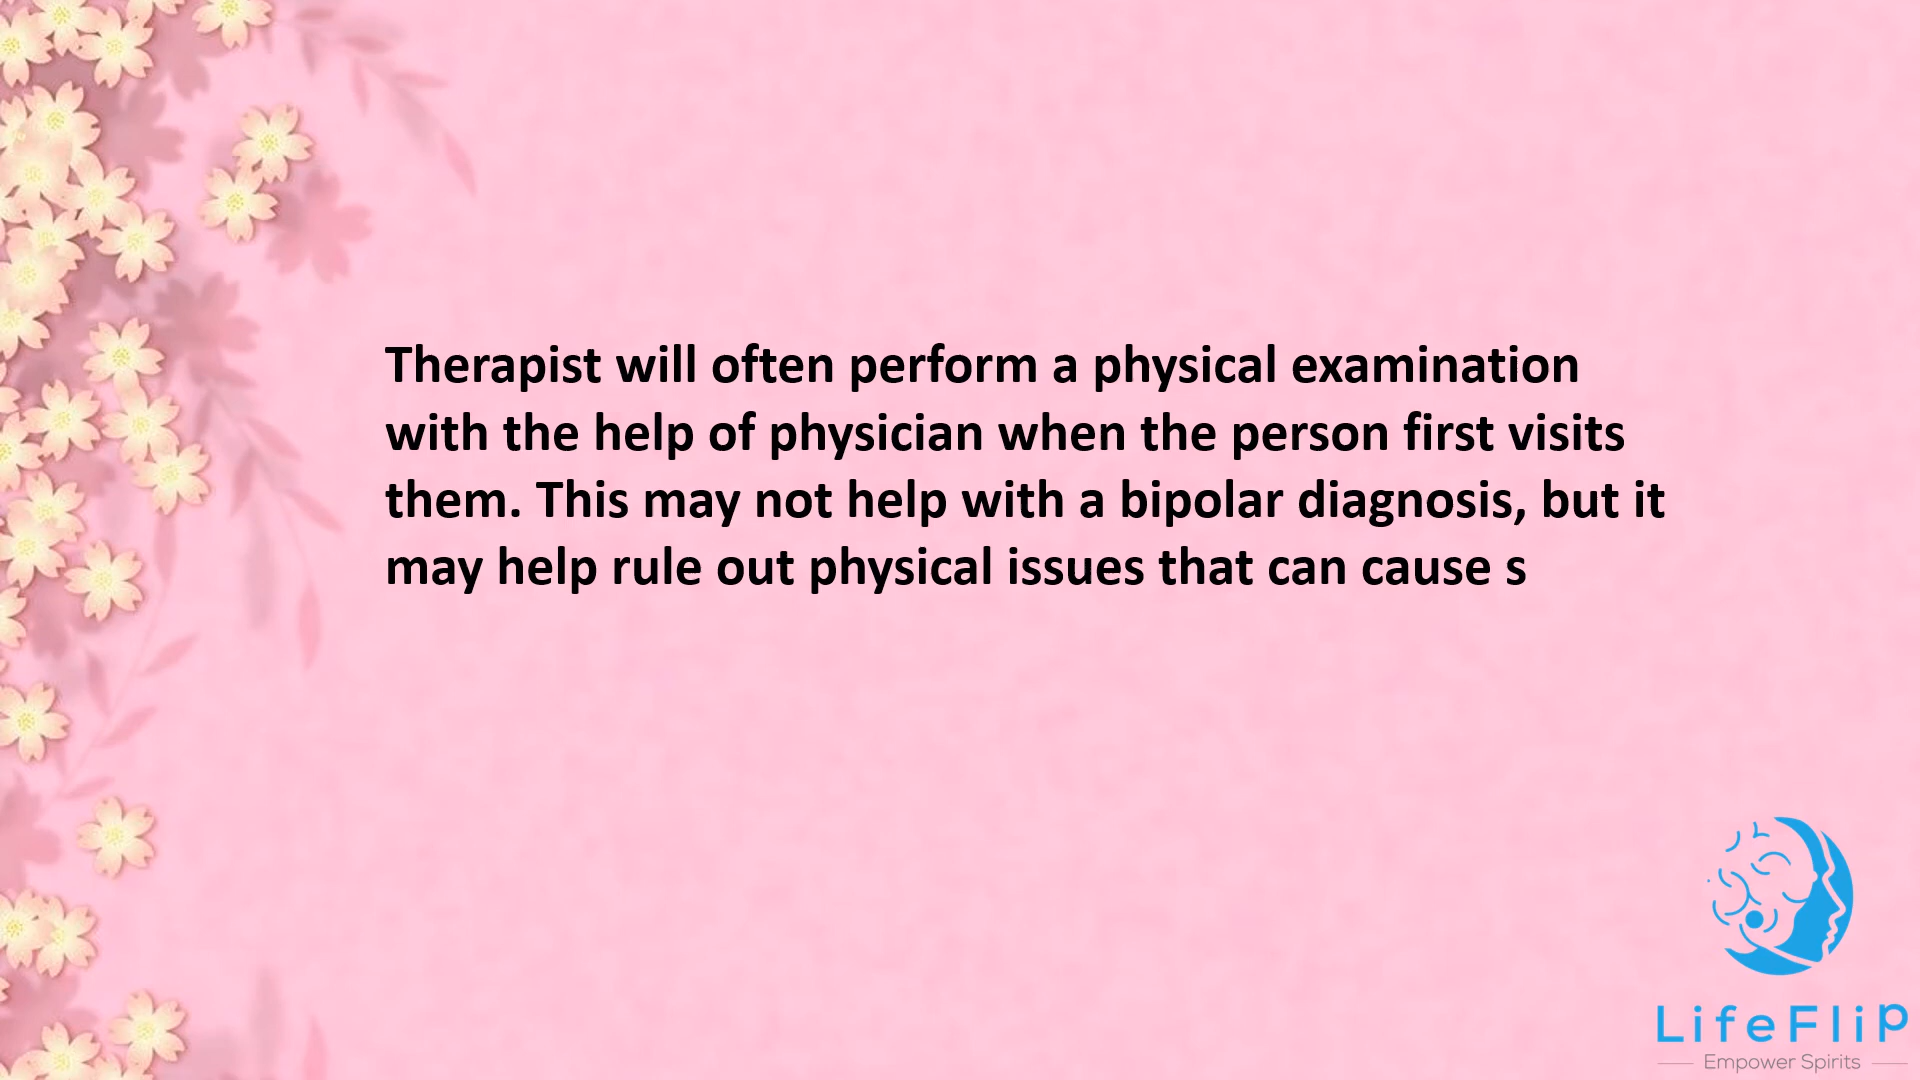 Therapist will often perform a physical examination
with the help of physician when the person first visits
them. This may not help with a bipolar diagnosis, but it
may help rule out physical issues that can cause s
LifeFlip
Empower Spirits